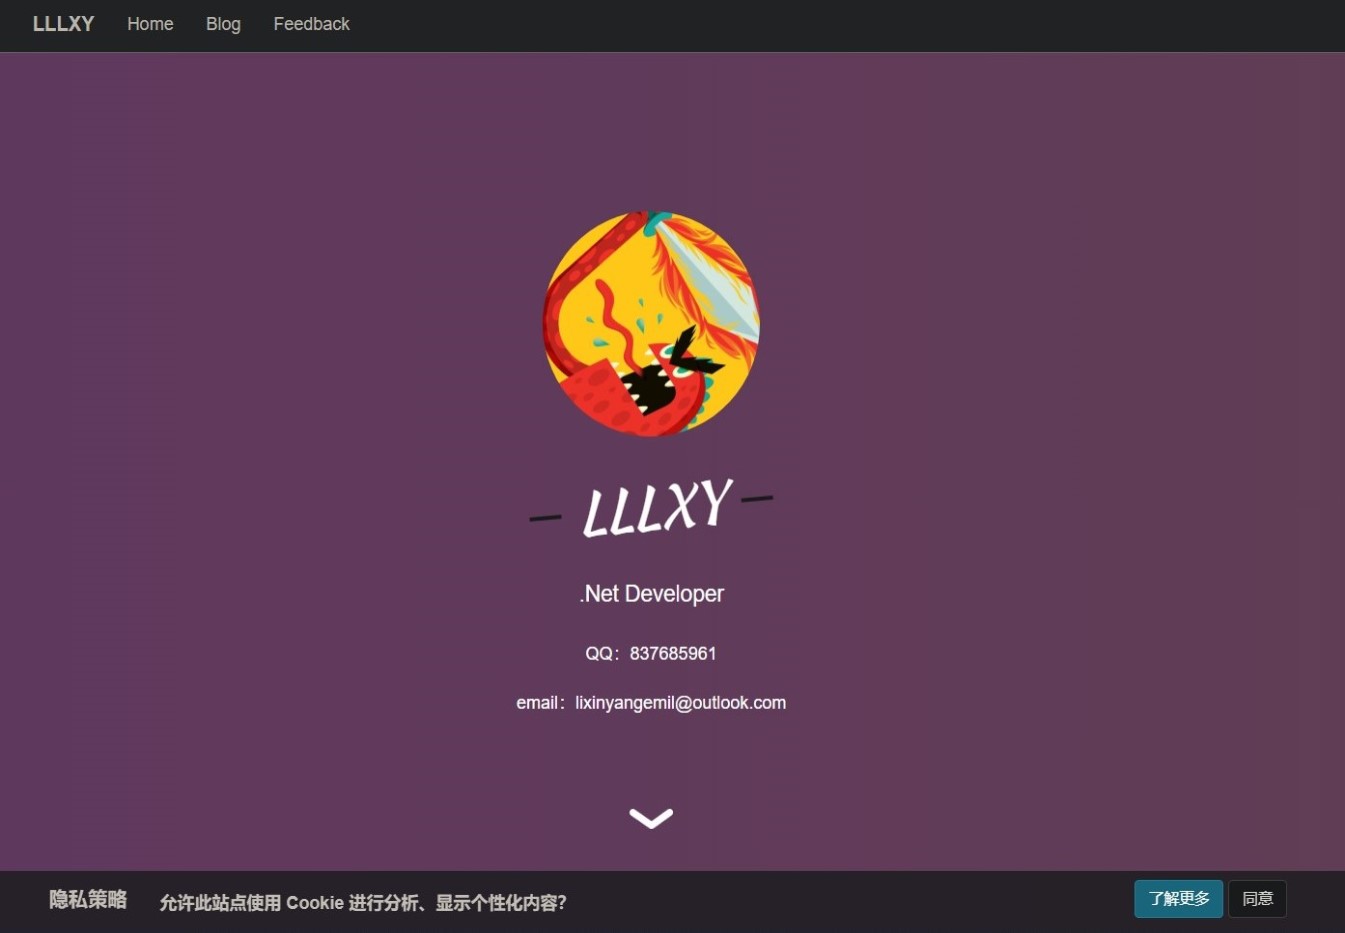 LLLXY Home Blog Feedback
LLLXY
.Net Developer
QQ：837685961
email：lixinyangemil@outlook.com
隐私策略 允许此站点使用 Cookie 进行分析、显示个性化内容? 了解更多 同意